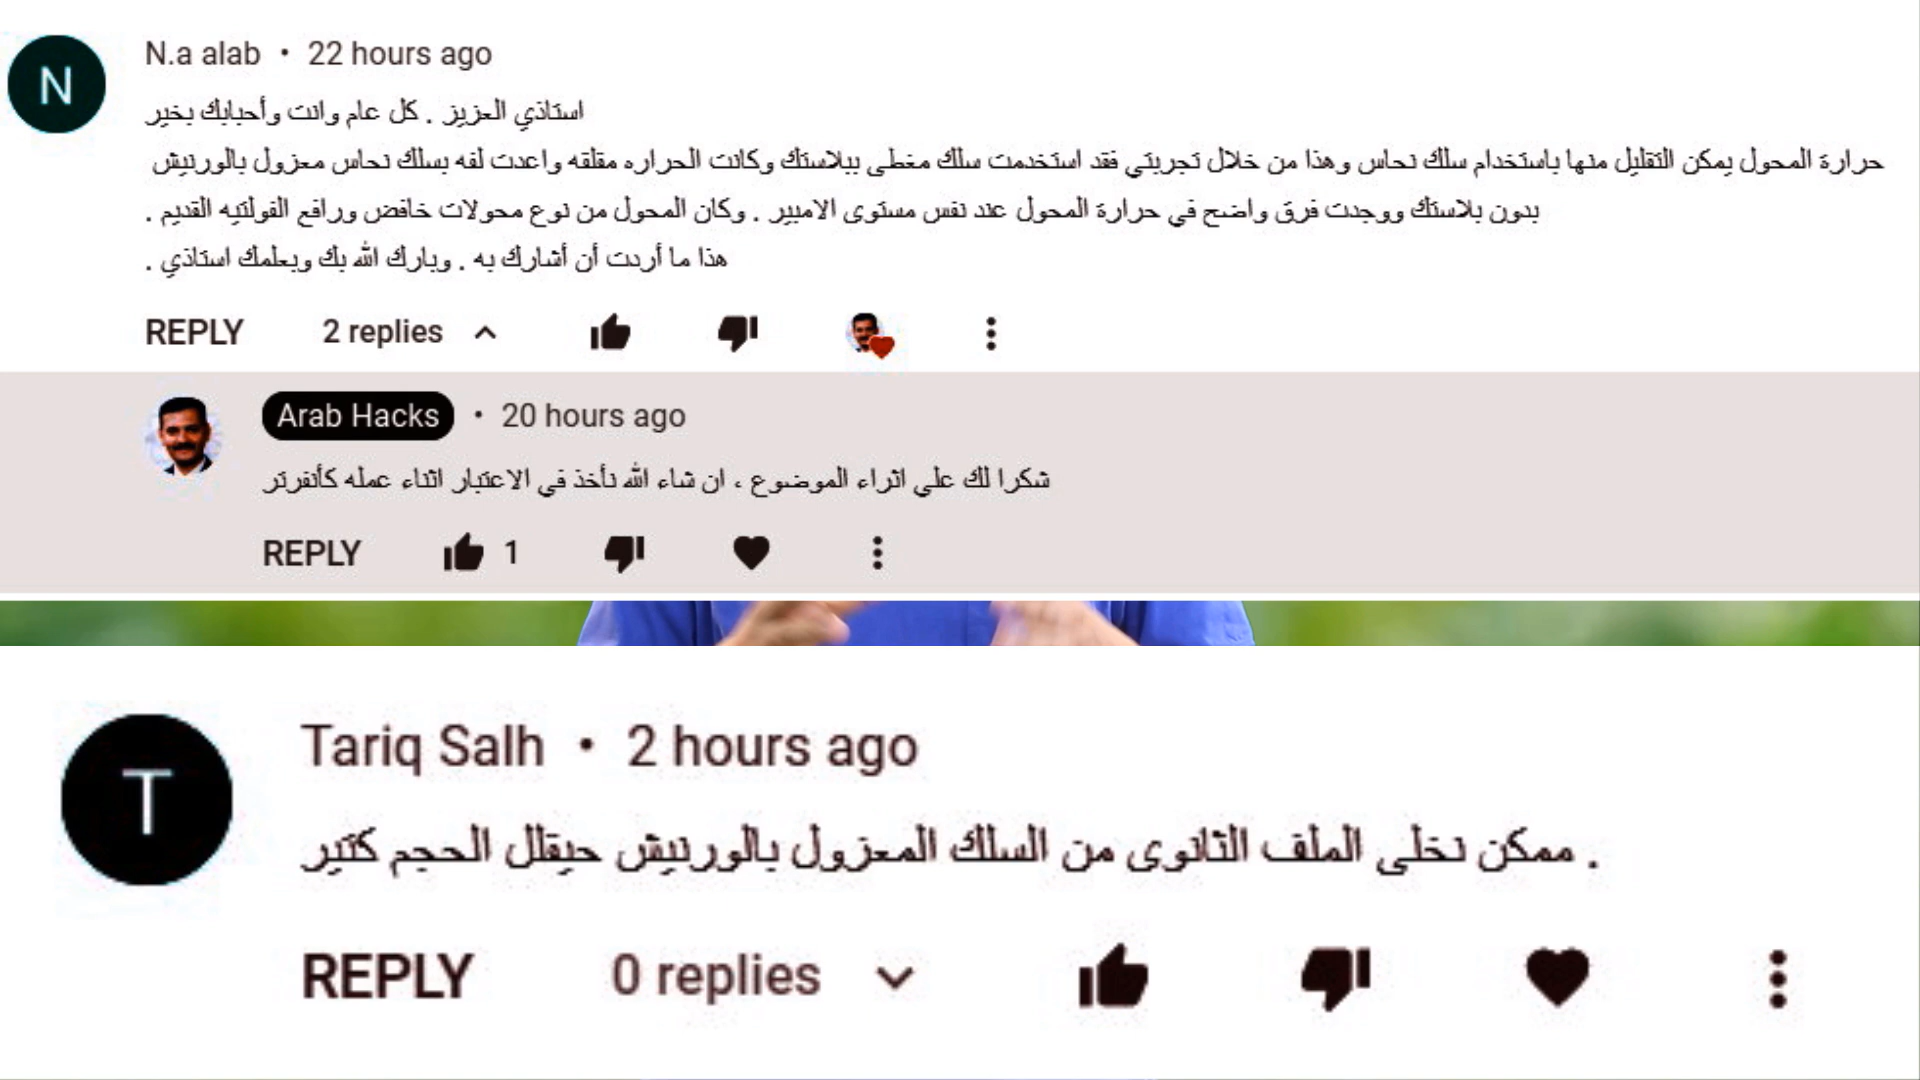 N
N.a alab • 22 hours ago
استاذي العزيز . كل عام وانت وأحبابك بخير
حرارة المحول يمكن التقليل منها باستخدام سلك نحاس وهذا من خلال تجربتي فقد استخدمت سلك مغطى ببلاستك وكانت الحراره مقلقه واعدت لفه بسلك نحاس معزول بالورنيش
بدون بلاستك ووجدت فرق واضح في حرارة المحول عند نفس مستوى الامبير . وكان المحول من نوع محولات خافض ورافع الفولتيه القديم .
هذا ما أردت أن أشارك به . وبارك الله بك وبعلمك استاذي .
REPLY 2 replies
Arab Hacks • 20 hours ago
شكرا لك علي اثراء الموضوع ، ان شاء الله نأخذ في الاعتبار اثناء عمله كأنفرتر
REPLY 1
T
Tariq Salh • 2 hours ago
. ممكن نخلى الملف الثانوى من السلك المعزول بالورنيش حيقلل الحجم كتير
REPLY 0 replies